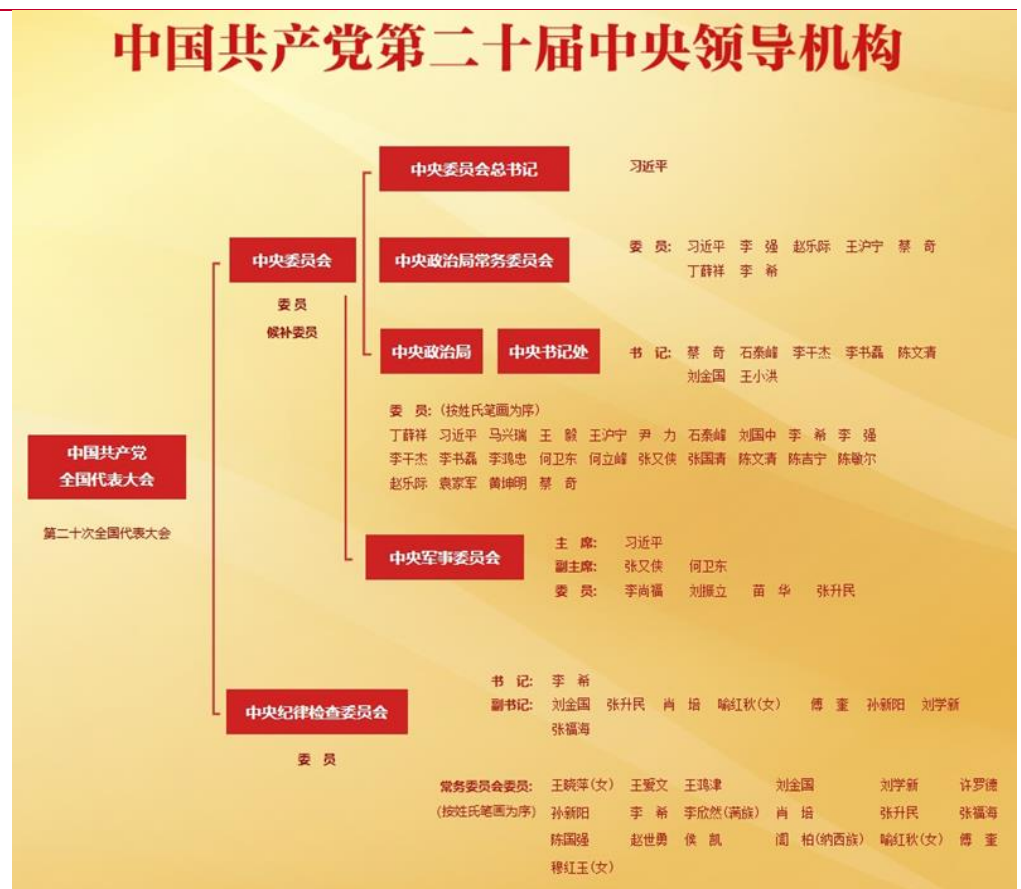 中国共产党第二十届中央领导机构
中央委员会总书记
习近平
中央委员会
委 员
候补委员
中央政治局常务委员会
委 员: 习近平 李 强 赵乐际 王沪宁 蔡 奇
丁薛祥 李 希
中央政治局
中央书记处
书 记: 蔡 奇 石泰峰 李干杰 李书磊 陈文清
刘金国 王小洪
委 员:(按姓氏笔画为序)
丁薛祥 习近平 马兴瑞 王 毅 王沪宁 尹 力 石泰峰 刘国中 李 希 李 强
李干杰 李书磊 李鸿忠 何卫东 何立峰 张又侠 张国清 陈文清 陈吉宁 陈敏尔
赵乐际 袁家军 黄坤明 蔡 奇
中国共产党
全国代表大会
第二十次全国代表大会
中央军事委员会
主 席: 习近平
副主席: 张又侠 何卫东
委 员: 李尚福 刘振立 苗 华 张升民
中央纪律检查委员会
委 员
书 记: 李 希
副书记: 刘金国 张升民 肖 培 喻红秋(女) 傅 奎 孙新阳 刘学新
张福海
常务委员会委员:
(按姓氏笔画为序)
王晓萍(女) 王爱文 王鸿津 刘金国 刘学新 许罗德
孙新阳 李 希 李欣然(满族) 肖 培 张升民 张福海
陈国强 赵世勇 侯 凯 阊 柏(纳西族) 喻红秋(女) 傅 奎
穆红玉(女)